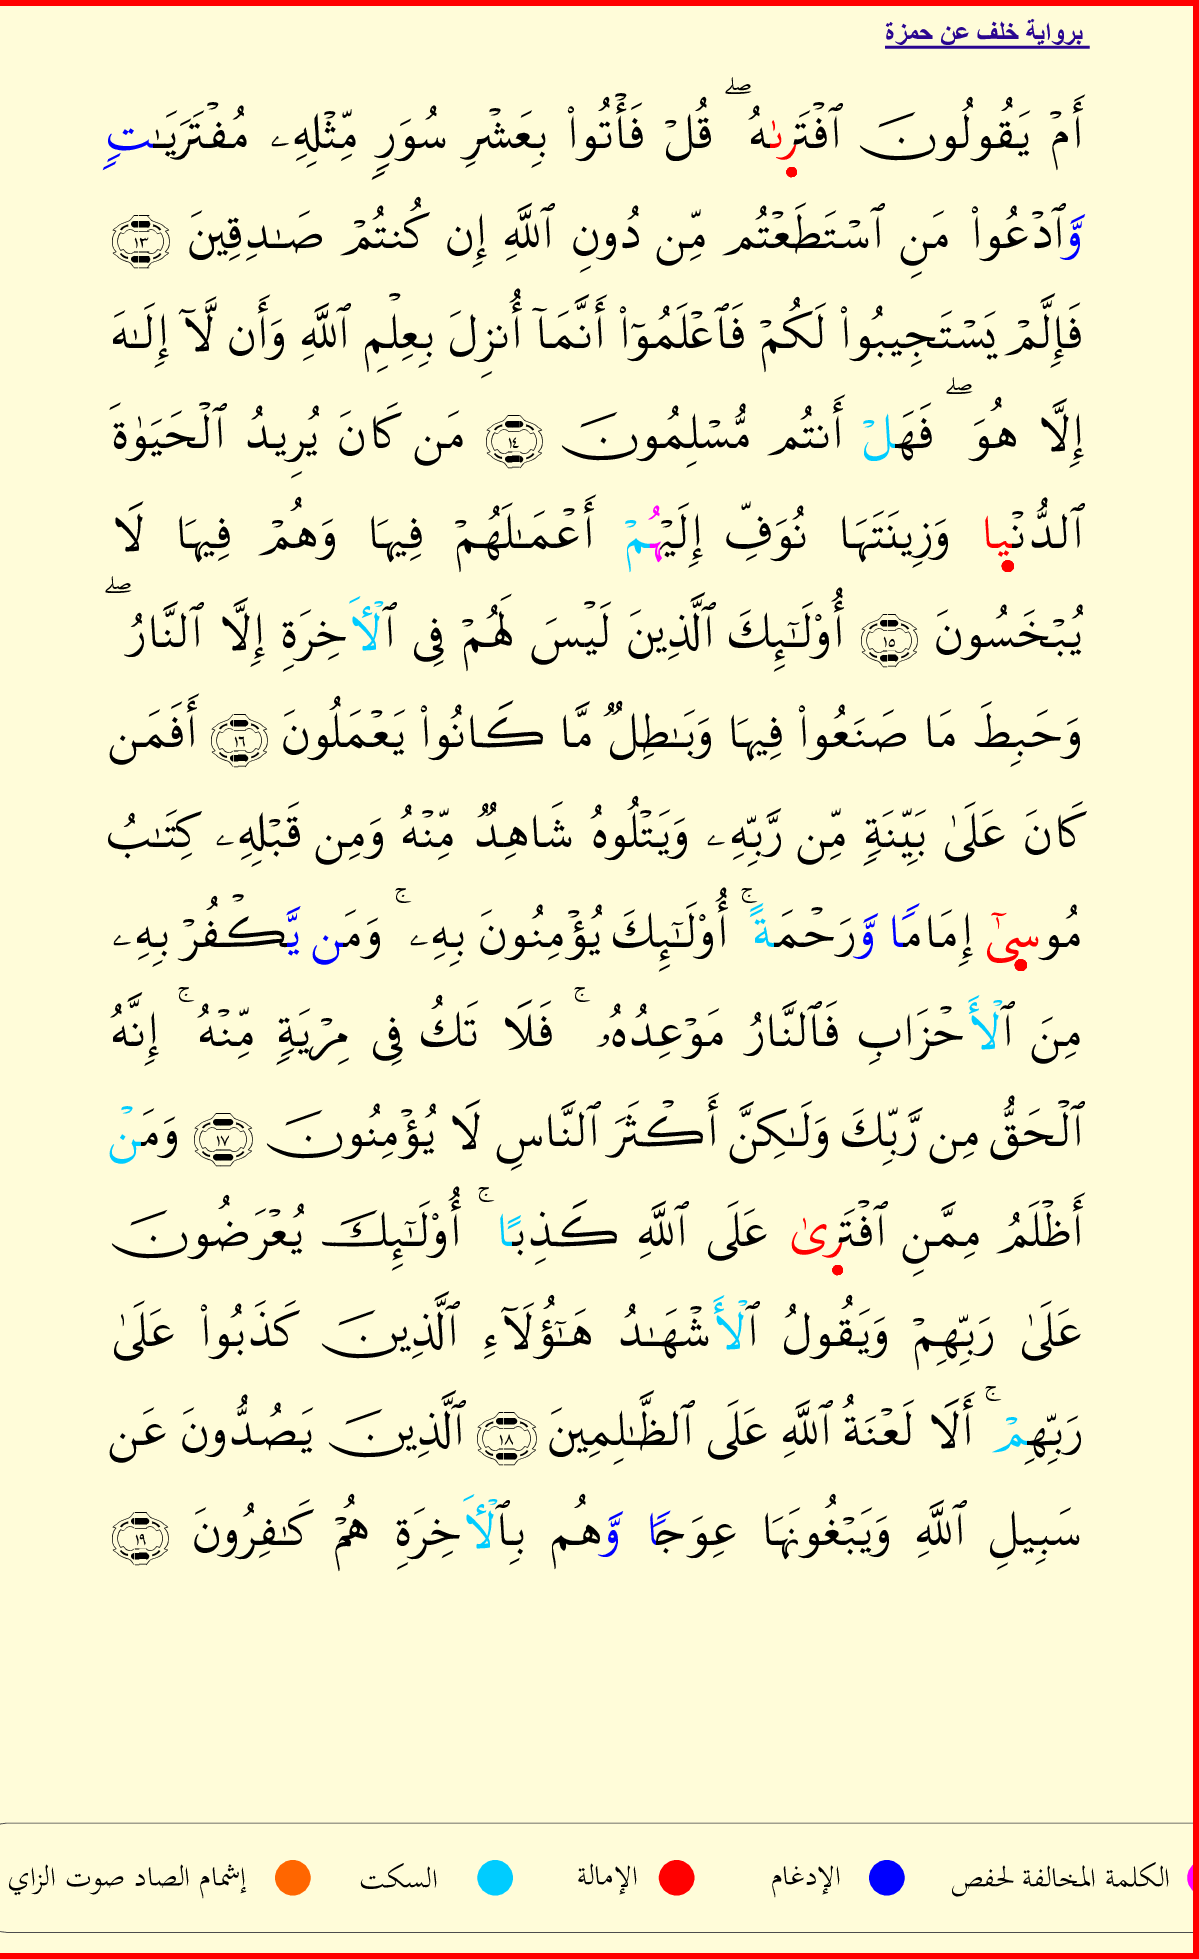 برواية خلف عن حمزة
أَمۡ يَقُولُونَ ٱفۡتَرِىٰهُۖ قُلۡ فَأۡتُواْ بِعَشۡرِ سُوَرٖ مِّثۡلِهِۦ مُفۡتَرَيَٰتٖ
وَّٱدۡعُواْ مَنِ ٱسۡتَطَعۡتُم مِّن دُونِ ٱللَّهِ إِن كُنتُمۡ صَٰدِقِينَ ١٣
فَإِلَّمۡ يَسۡتَجِيبُواْ لَكُمۡ فَٱعۡلَمُوٓاْ أَنَّمَآ أُنزِلَ بِعِلۡمِ ٱللَّهِ وَأَن لَّآ إِلَٰهَ
إِلَّا هُوَۖ فَهَلۡ أَنتُم مُّسۡلِمُونَ ١٤ مَن كَانَ يُرِيدُ ٱلۡحَيَوٰةَ
ٱلدُّنۡيا وَزِينَتَهَا نُوَفِّ إِلَيۡهُمۡ أَعۡمَٰلَهُمۡ فِيهَا وَهُمۡ فِيهَا لَا
يُبۡخَسُونَ ١٥ أُوْلَٰٓئِكَ ٱلَّذِينَ لَيۡسَ لَهُمۡ فِى ٱلۡأَخِرَةِ إِلَّا ٱلنَّارُۖ
وَحَبِطَ مَا صَنَعُواْ فِيهَا وَبَٰطِلٞ مَّا كَانُواْ يَعۡمَلُونَ ١٦ أَفَمَن
كَانَ عَلَىٰ بَيِّنَةٖ مِّن رَّبِّهِۦ وَيَتۡلُوهُ شَاهِدٞ مِّنۡهُ وَمِن قَبۡلِهِۦ كِتَٰبُ
مُوسِىٰٓ إِمَامٗا وَّرَحۡمَةًۚ أُوْلَٰٓئِكَ يُؤۡمِنُونَ بِهِۦۚ وَمَن يَّكۡفُرۡ بِهِۦ
مِنَ ٱلۡأَحۡزَابِ فَٱلنَّارُ مَوۡعِدُهُۥۚ فَلَا تَكُ فِى مِرۡيَةٖ مِّنۡهُۚ إِنَّهُ
ٱلۡحَقُّ مِن رَّبِّكَ وَلَٰكِنَّ أَكۡثَرَ ٱلنَّاسِ لَا يُؤۡمِنُونَ ١٧ وَمَنۡ
أَظۡلَمُ مِمَّنِ ٱفۡتَرِىٰ عَلَى ٱللَّهِ كَذِبًاۚ أُوْلَٰٓئِكَ يُعۡرَضُونَ
عَلَىٰ رَبِّهِمۡ وَيَقُولُ ٱلۡأَشۡهَٰدُ هَٰٓؤُلَآءِ ٱلَّذِينَ كَذَبُواْ عَلَىٰ
رَبِّهِمۡۚ أَلَا لَعۡنَةُ ٱللَّهِ عَلَى ٱلظَّٰلِمِينَ ١٨ ٱلَّذِينَ يَصُدُّونَ عَن
سَبِيلِ ٱللَّهِ وَيَبۡغُونَهَا عِوَجٗا وَّهُم بِٱلۡأَخِرَةِ هُمۡ كَٰفِرُونَ ١٩
الكلمة المخالفة لحفص الإدغام الإمالة السكت إشمام الصاد صوت الزاي